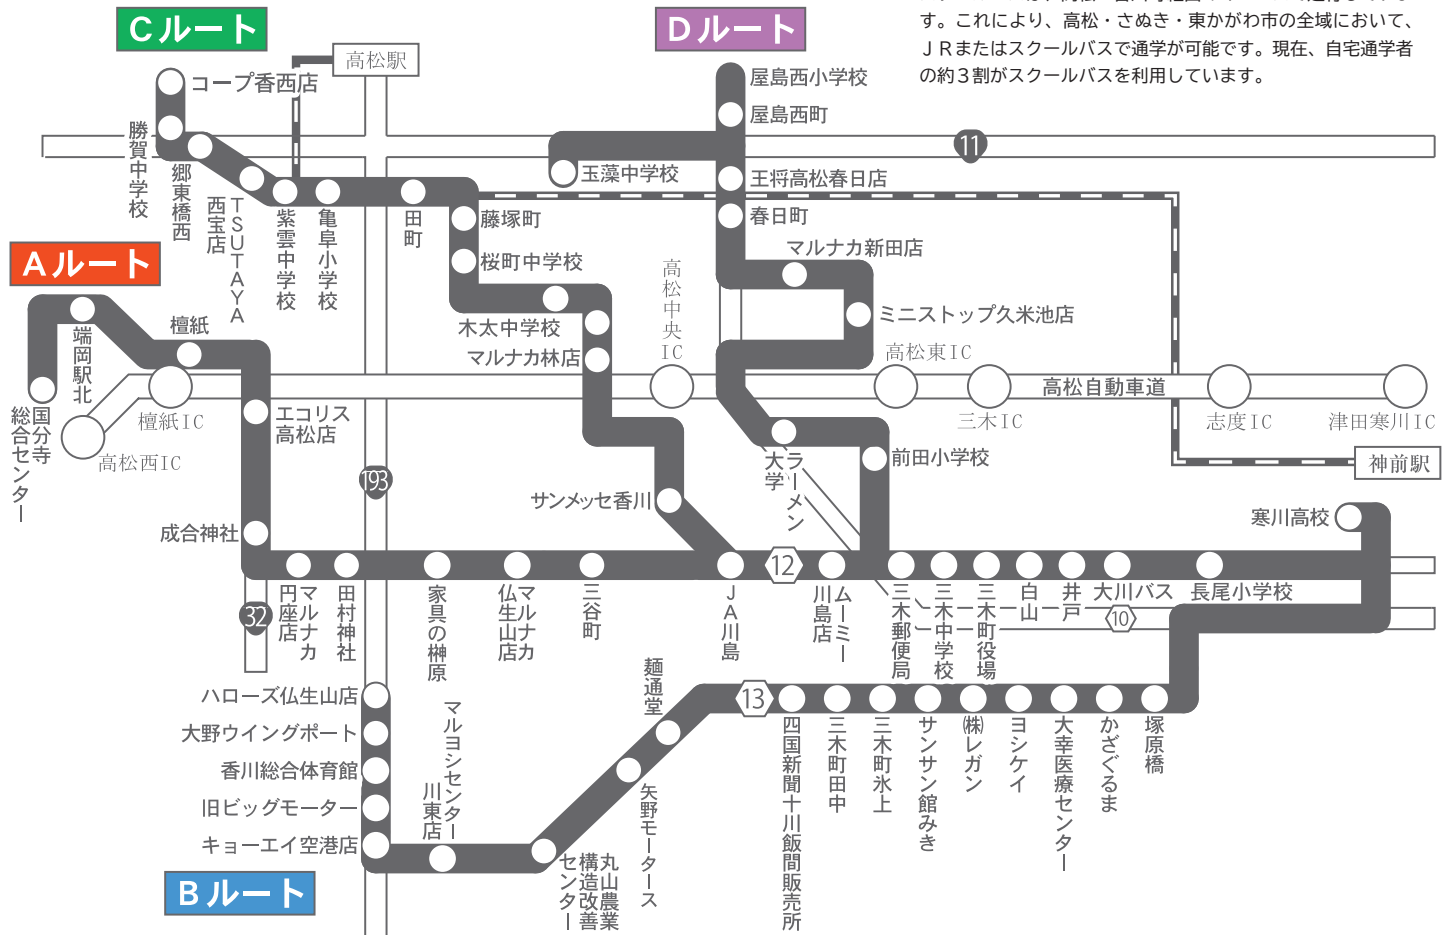 す。これにより、高松・さぬき・東かがわ市の全域において、
ＪＲまたはスクールバスで通学が可能です。現在、自宅通学者
の約３割がスクールバスを利用しています。
Cルート
Dルート
高松駅
コープ香西店
勝賀中学校
郷東橋西
TSUTAYA
西宝店
紫雲中学校
亀阜小学校
田町
藤塚町
桜町中学校
木太中学校
マルナカ林店
サンメッセ香川
屋島西小学校
屋島西町
11
玉藻中学校
王将高松春日店
春日町
マルナカ新田店
ミニストップ久米池店
高松中央IC
高松東IC
三木IC
高松自動車道
志度IC
津田寒川IC
神前駅
ラーメン
大学
前田小学校
Aルート
端岡駅北
檀紙
国分寺
総合センター
檀紙IC
高松西IC
エコリス
高松店
193
成合神社
32
マルナカ
円座店
田村神社
家具の榊原
マルナカ
仏生山店
三谷町
JA川島
12
ムーミー
川島店
三木郵便局
三木中学校
三木町役場
白山
井戸
大川バス
10
長尾小学校
寒川高校
ハローズ仏生山店
大野ウイングポート
香川総合体育館
旧ビッグモーター
キョーエイ空港店
Bルート
マルヨシセンター
川東店
丸山農業
構造改善
センター
矢野モータース
麺通堂
13
四国新聞十川飯間販売所
三木町田中
三木町氷上
サンサン館みき
㈱レガン
ヨシケイ
大幸医療センター
かざぐるま
塚原橋